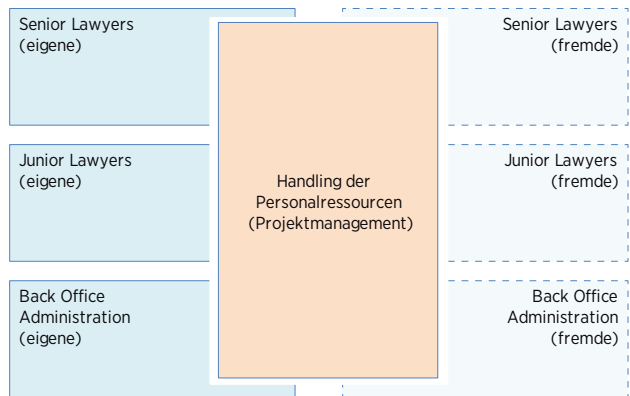 Senior Lawyers
(eigene)
Senior Lawyers
(fremde)
Junior Lawyers
(eigene)
Handling der
Personalressourcen
(Projektmanagement)
Junior Lawyers
(fremde)
Back Office
Administration
(eigene)
Back Office
Administration
(fremde)